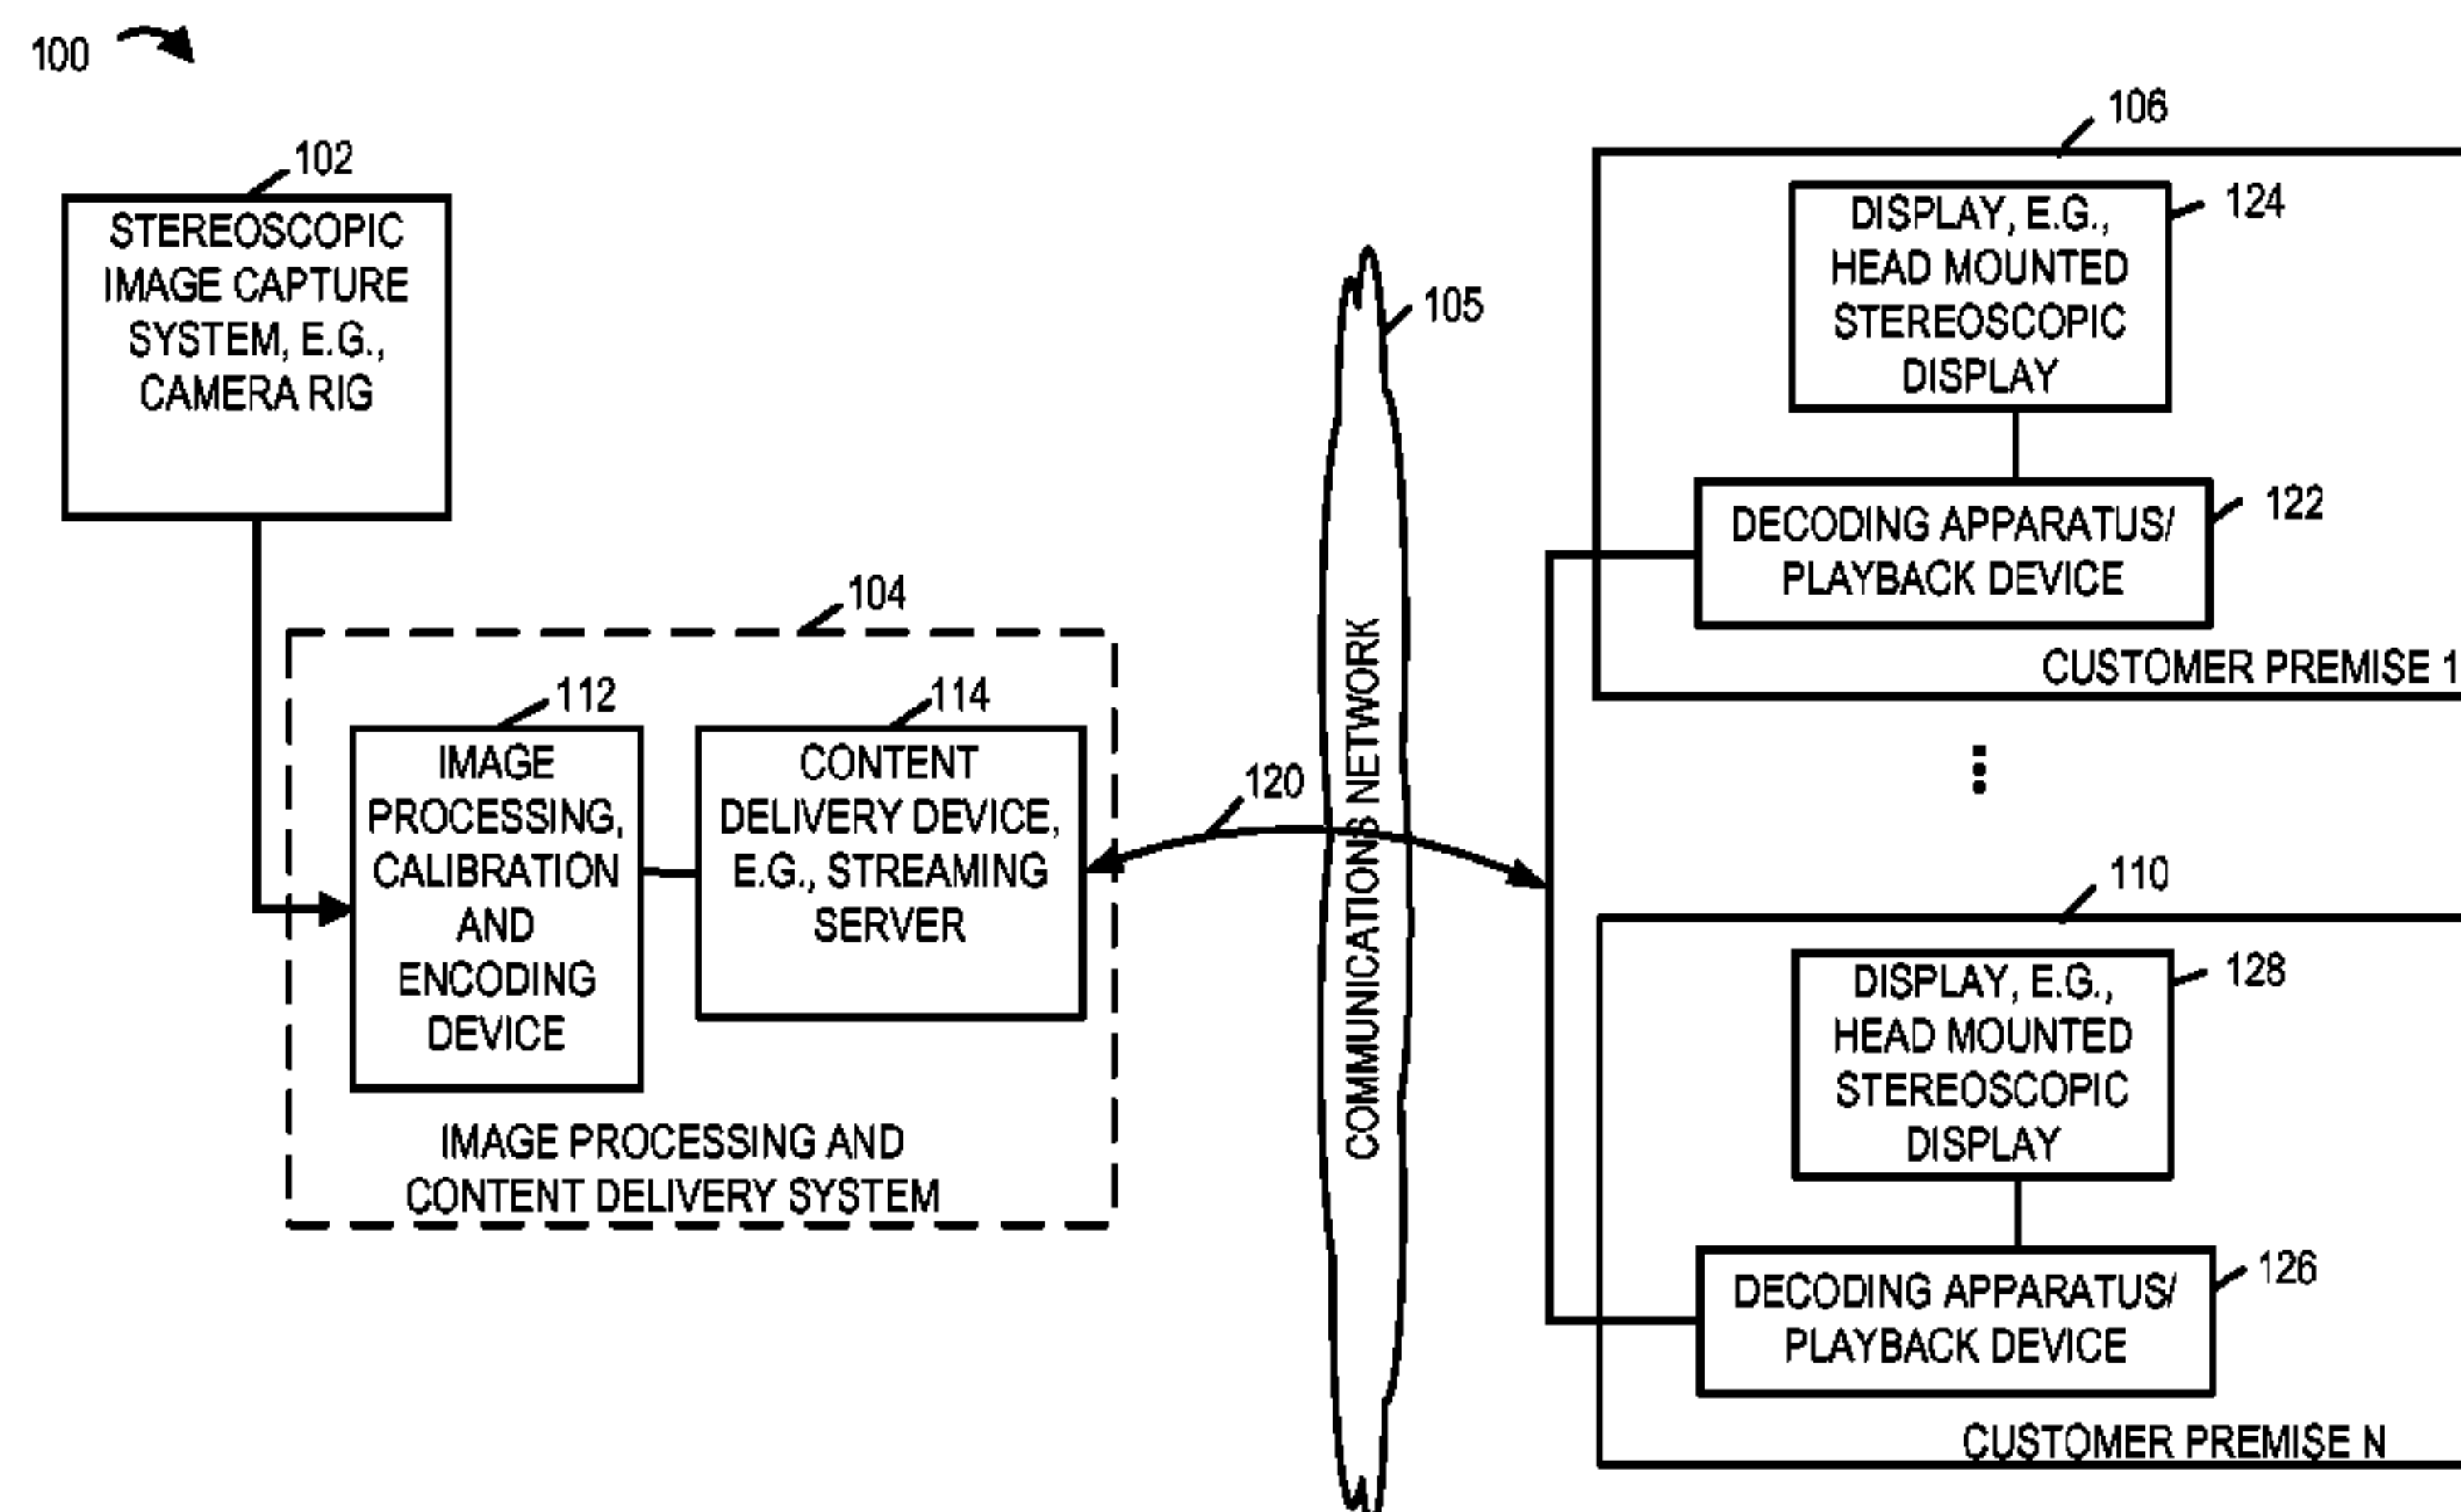 100
102
STEREOSCOPIC
IMAGE CAPTURE
SYSTEM, E.G.,
CAMERA RIG
104
112
IMAGE
PROCESSING,
CALIBRATION
AND
ENCODING
DEVICE
114
CONTENT
DELIVERY DEVICE,
E.G., STREAMING
SERVER
IMAGE PROCESSING AND
CONTENT DELIVERY SYSTEM
120
105
COMMUNICATIONS NETWORK
106
124
DISPLAY, E.G.,
HEAD MOUNTED
STEREOSCOPIC
DISPLAY
122
DECODING APPARATUS/
PLAYBACK DEVICE
CUSTOMER PREMISE 1
110
128
DISPLAY, E.G.,
HEAD MOUNTED
STEREOSCOPIC
DISPLAY
126
DECODING APPARATUS/
PLAYBACK DEVICE
CUSTOMER PREMISE N